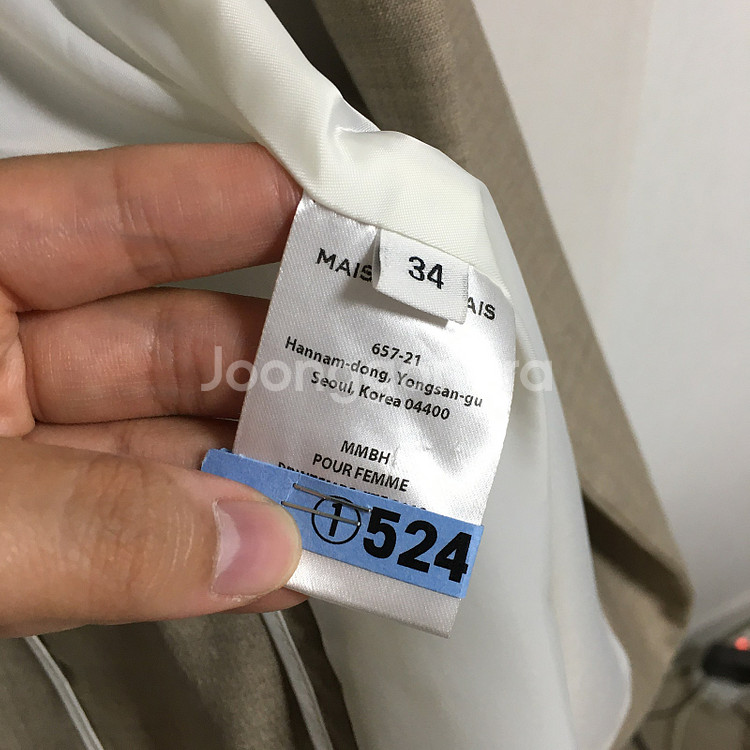 34
MAIS AIS
657-21
Hannam-dong, Yongsan-gu
Seoul, Korea 04400
MMBH
POUR FEMME
① 524